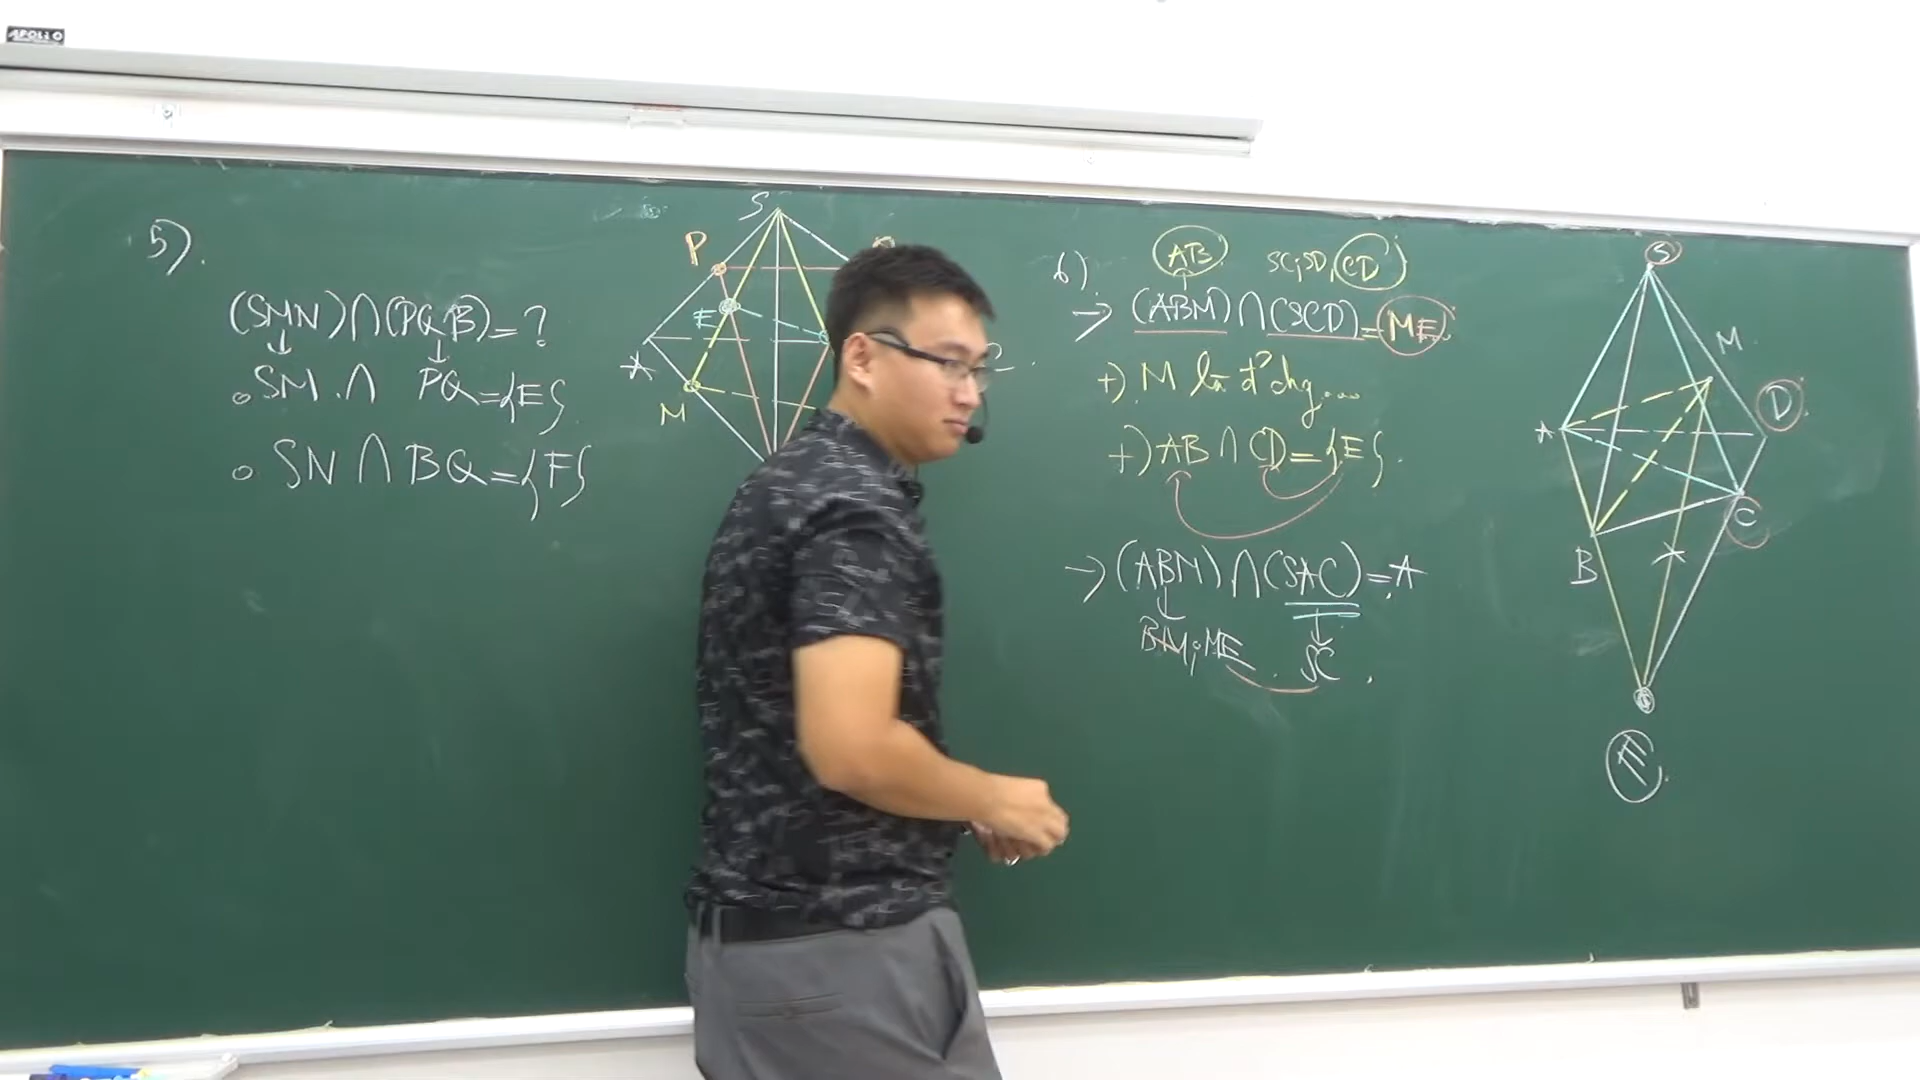 APOLLO
5).
(SMN)∩(PQB)=?
SM ∩ PQ={E}
SN ∩ BQ={F}
S
P
E
A
M
6).
AB
SC, SD, CD
→ (ABM)∩(SCD)=ME
+) M là đ² chg....
+) AB ∩ CD={E}.
→ (ABM)∩(SAC)=A
BM; ME
SC
S
M
A
D
B
C
E